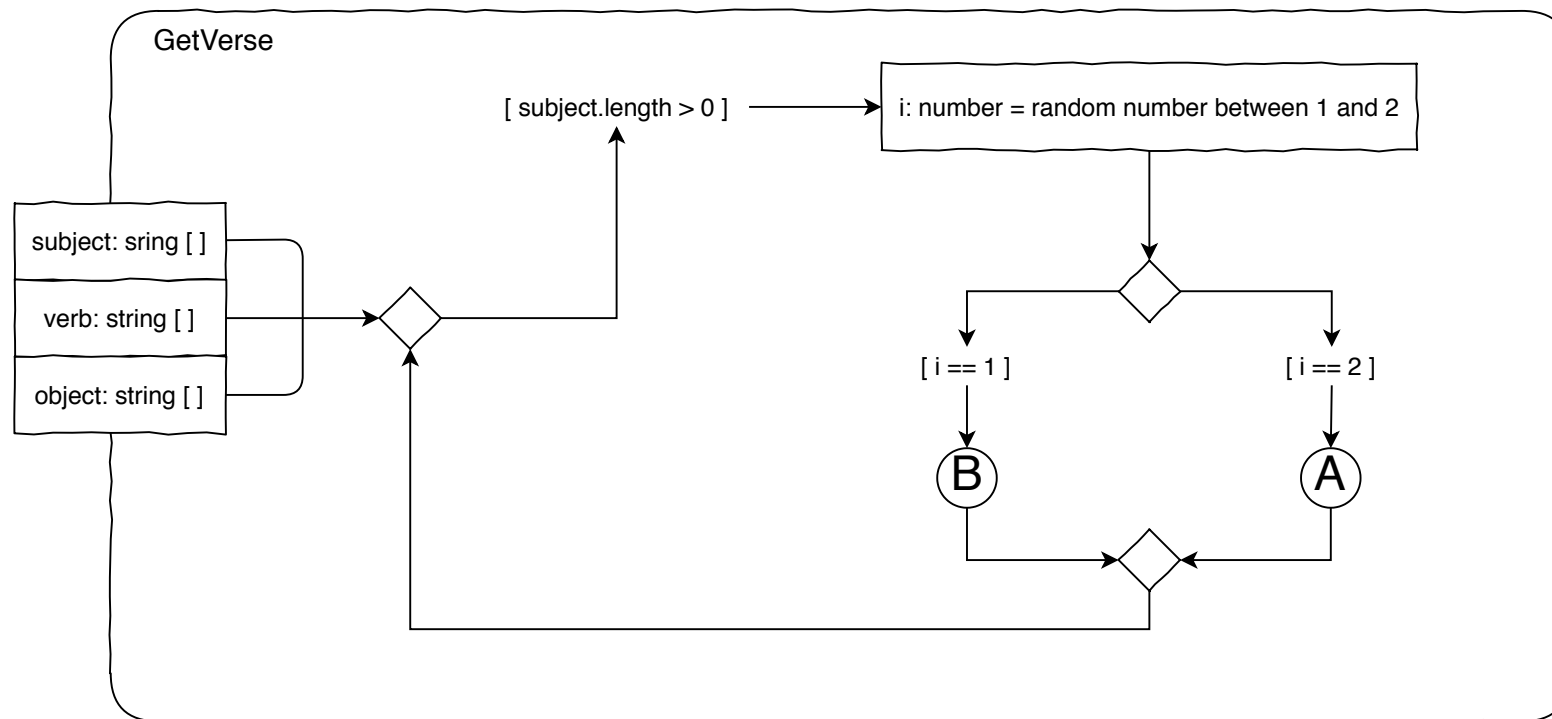 GetVerse
[ subject.length > 0 ]
i: number = random number between 1 and 2
subject: sring [ ]
verb: string [ ]
object: string [ ]
[ i == 1 ]
[ i == 2 ]
B
A